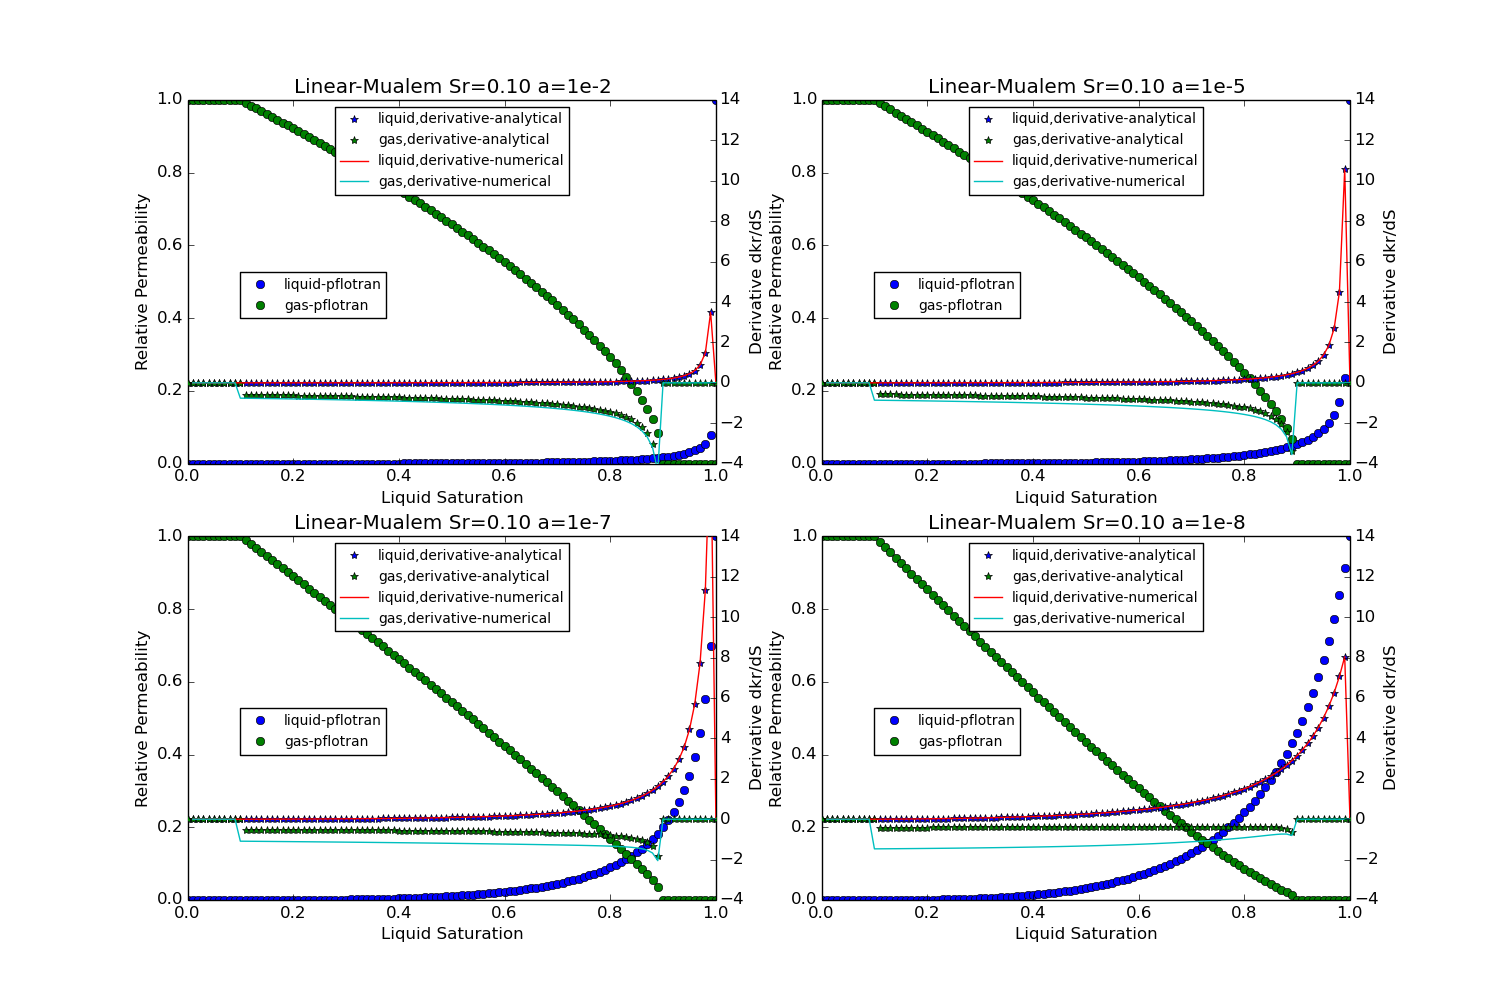 Linear-Mualem Sr=0.10 a=1e-2
1.0
0.8
0.6
0.4
0.2
0.0
Relative Permeability
14
12
10
8
6
4
2
0
−2
−4
Derivative dkr/dS
liquid,derivative-analytical
gas,derivative-analytical
liquid,derivative-numerical
gas,derivative-numerical
liquid-pflotran
gas-pflotran
0.0 0.2 0.4 0.6 0.8 1.0
Liquid Saturation
Linear-Mualem Sr=0.10 a=1e-5
1.0
0.8
0.6
0.4
0.2
0.0
Relative Permeability
14
12
10
8
6
4
2
0
−2
−4
Derivative dkr/dS
liquid,derivative-analytical
gas,derivative-analytical
liquid,derivative-numerical
gas,derivative-numerical
liquid-pflotran
gas-pflotran
0.0 0.2 0.4 0.6 0.8 1.0
Liquid Saturation
Linear-Mualem Sr=0.10 a=1e-7
1.0
0.8
0.6
0.4
0.2
0.0
Relative Permeability
14
12
10
8
6
4
2
0
−2
−4
Derivative dkr/dS
liquid,derivative-analytical
gas,derivative-analytical
liquid,derivative-numerical
gas,derivative-numerical
liquid-pflotran
gas-pflotran
0.0 0.2 0.4 0.6 0.8 1.0
Liquid Saturation
Linear-Mualem Sr=0.10 a=1e-8
1.0
0.8
0.6
0.4
0.2
0.0
Relative Permeability
14
12
10
8
6
4
2
0
−2
−4
Derivative dkr/dS
liquid,derivative-analytical
gas,derivative-analytical
liquid,derivative-numerical
gas,derivative-numerical
liquid-pflotran
gas-pflotran
0.0 0.2 0.4 0.6 0.8 1.0
Liquid Saturation